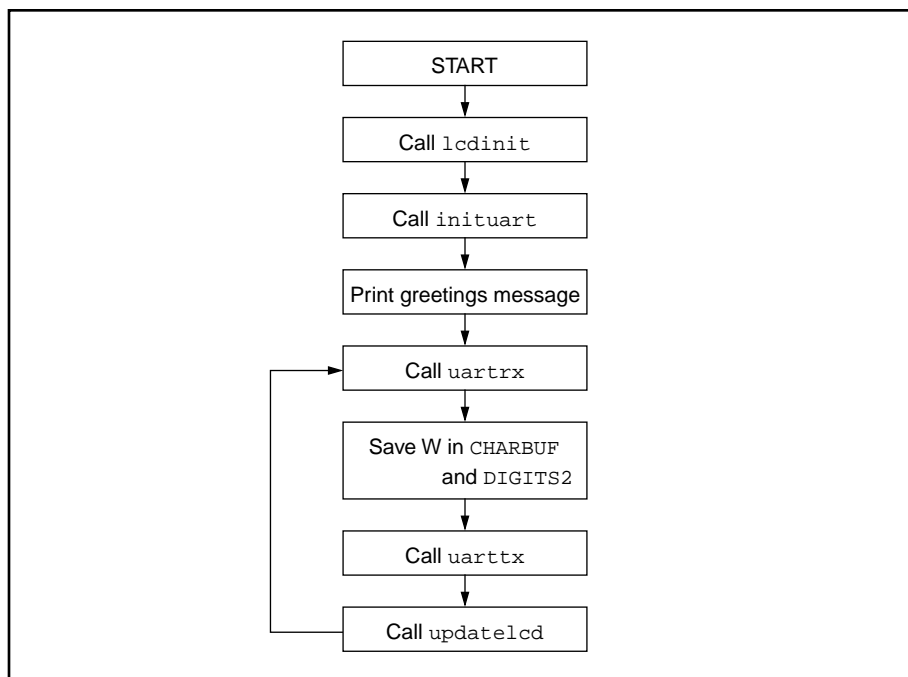 START
Call lcdinit
Call inituart
Print greetings message
Call uartrx
Save W in CHARBUF
and DIGITS2
Call uarttx
Call updatelcd